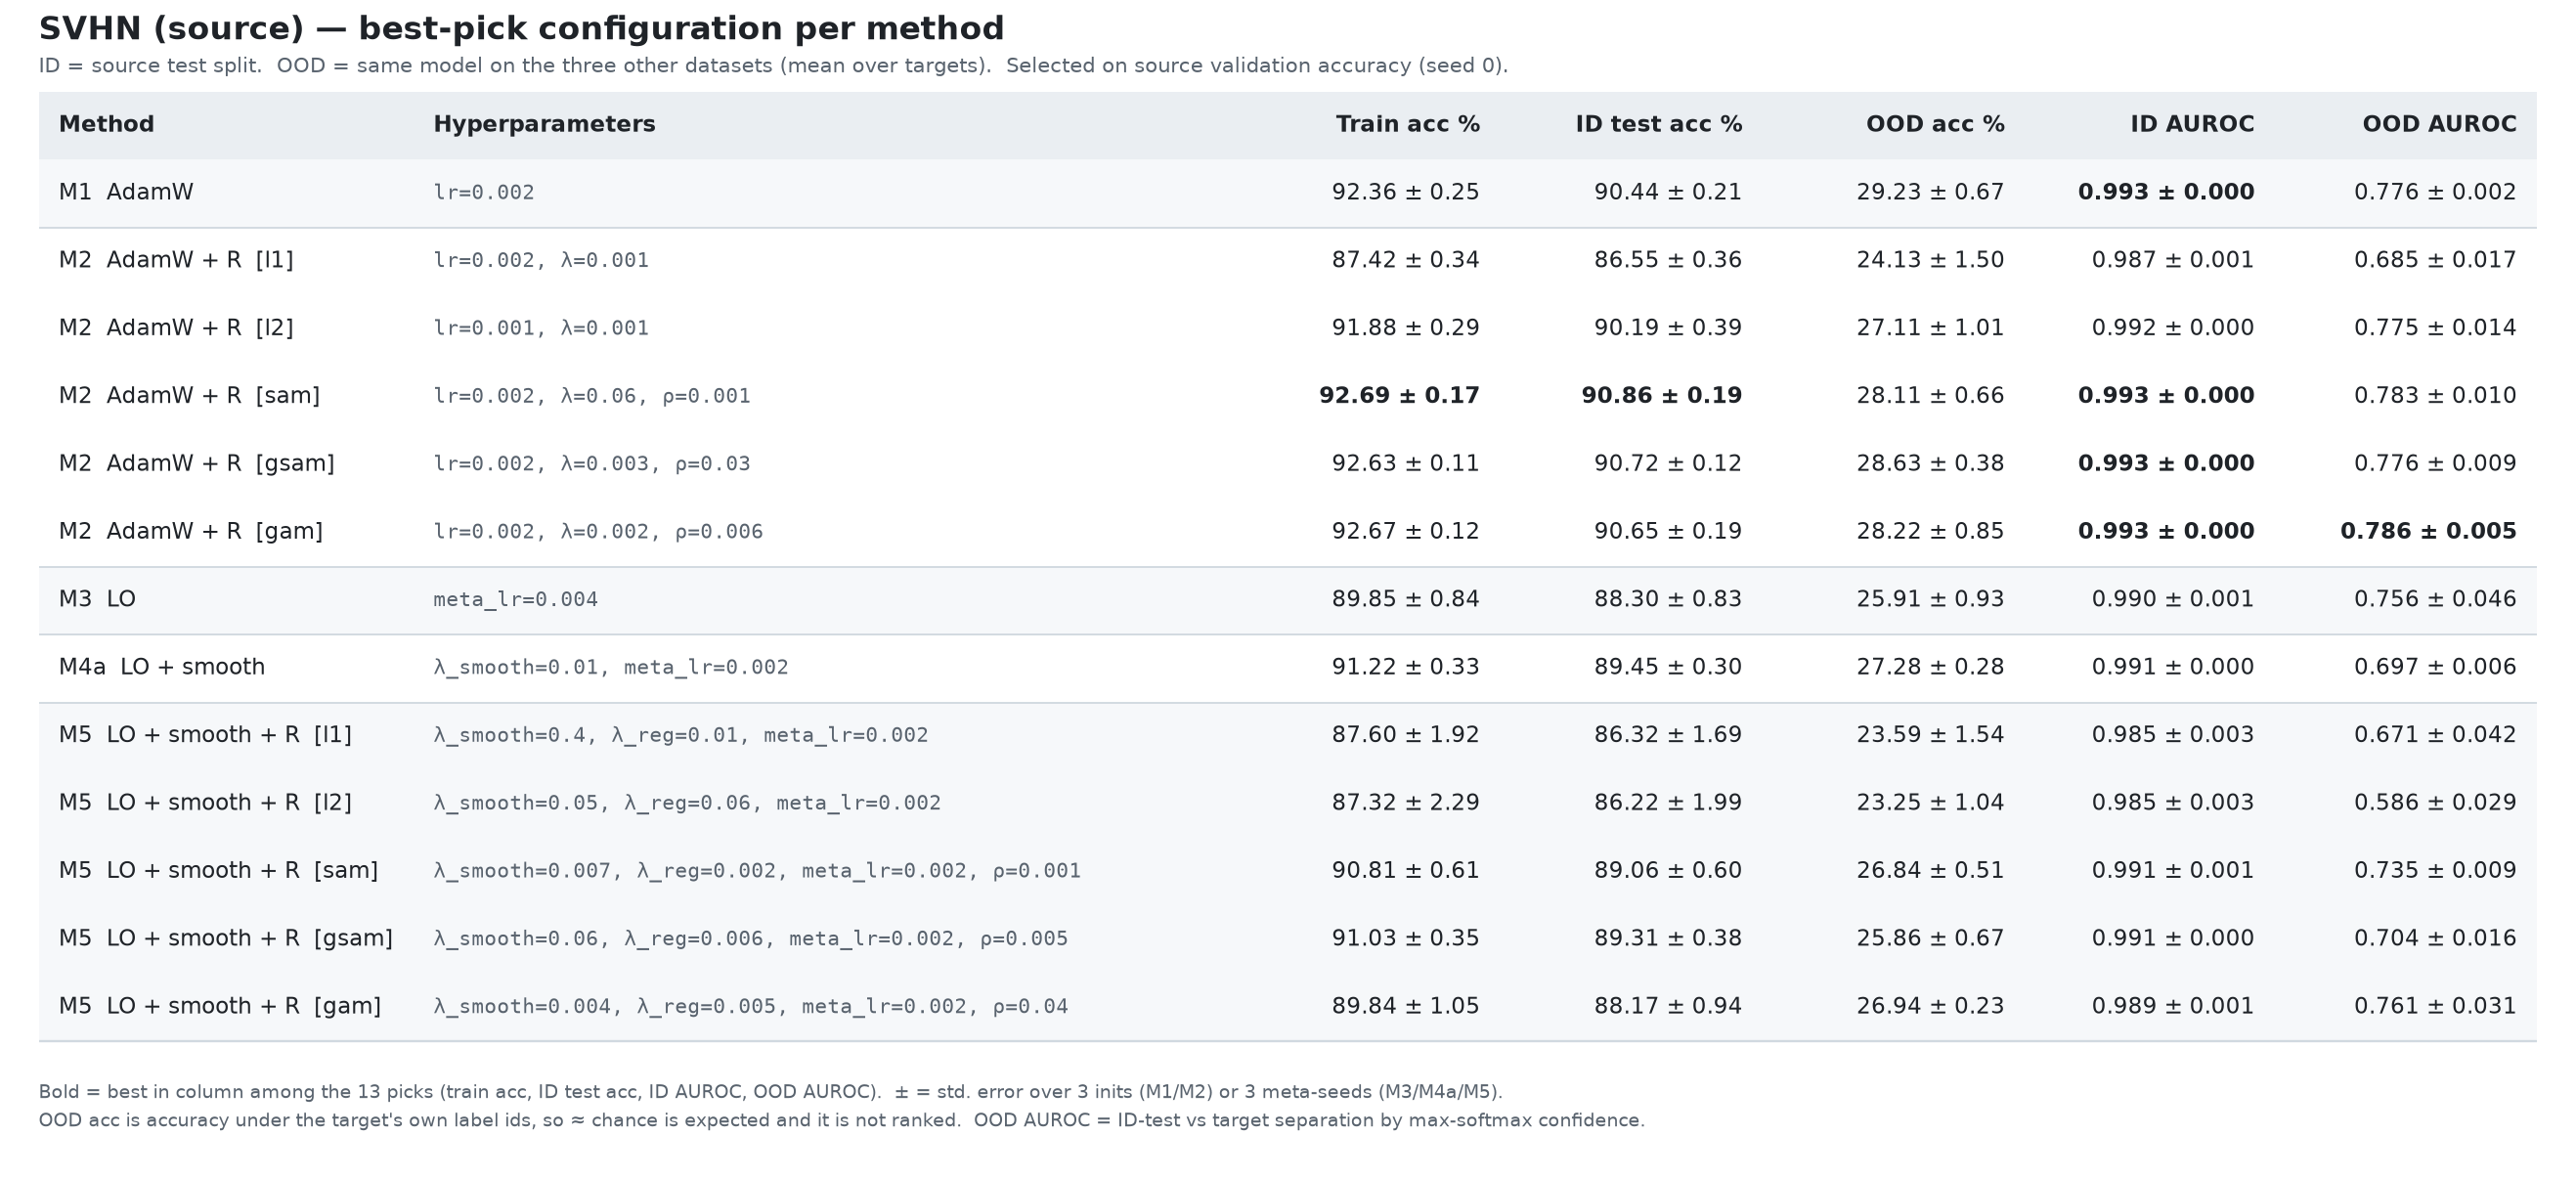 SVHN (source) — best-pick configuration per method
ID = source test split.  OOD = same model on the three other datasets (mean over targets).  Selected on source validation accuracy (seed 0).
Method  Hyperparameters  Train acc %  ID test acc %  OOD acc %  ID AUROC  OOD AUROC
M1  AdamW  lr=0.002  92.36 ± 0.25  90.44 ± 0.21  29.23 ± 0.67  0.993 ± 0.000  0.776 ± 0.002
M2  AdamW + R  [l1]  lr=0.002, λ=0.001  87.42 ± 0.34  86.55 ± 0.36  24.13 ± 1.50  0.987 ± 0.001  0.685 ± 0.017
M2  AdamW + R  [l2]  lr=0.001, λ=0.001  91.88 ± 0.29  90.19 ± 0.39  27.11 ± 1.01  0.992 ± 0.000  0.775 ± 0.014
M2  AdamW + R  [sam]  lr=0.002, λ=0.06, ρ=0.001  92.69 ± 0.17  90.86 ± 0.19  28.11 ± 0.66  0.993 ± 0.000  0.783 ± 0.010
M2  AdamW + R  [gsam]  lr=0.002, λ=0.003, ρ=0.03  92.63 ± 0.11  90.72 ± 0.12  28.63 ± 0.38  0.993 ± 0.000  0.776 ± 0.009
M2  AdamW + R  [gam]  lr=0.002, λ=0.002, ρ=0.006  92.67 ± 0.12  90.65 ± 0.19  28.22 ± 0.85  0.993 ± 0.000  0.786 ± 0.005
M3  LO  meta_lr=0.004  89.85 ± 0.84  88.30 ± 0.83  25.91 ± 0.93  0.990 ± 0.001  0.756 ± 0.046
M4a  LO + smooth  λ_smooth=0.01, meta_lr=0.002  91.22 ± 0.33  89.45 ± 0.30  27.28 ± 0.28  0.991 ± 0.000  0.697 ± 0.006
M5  LO + smooth + R  [l1]  λ_smooth=0.4, λ_reg=0.01, meta_lr=0.002  87.60 ± 1.92  86.32 ± 1.69  23.59 ± 1.54  0.985 ± 0.003  0.671 ± 0.042
M5  LO + smooth + R  [l2]  λ_smooth=0.05, λ_reg=0.06, meta_lr=0.002  87.32 ± 2.29  86.22 ± 1.99  23.25 ± 1.04  0.985 ± 0.003  0.586 ± 0.029
M5  LO + smooth + R  [sam]  λ_smooth=0.007, λ_reg=0.002, meta_lr=0.002, ρ=0.001  90.81 ± 0.61  89.06 ± 0.60  26.84 ± 0.51  0.991 ± 0.001  0.735 ± 0.009
M5  LO + smooth + R  [gsam]  λ_smooth=0.06, λ_reg=0.006, meta_lr=0.002, ρ=0.005  91.03 ± 0.35  89.31 ± 0.38  25.86 ± 0.67  0.991 ± 0.000  0.704 ± 0.016
M5  LO + smooth + R  [gam]  λ_smooth=0.004, λ_reg=0.005, meta_lr=0.002, ρ=0.04  89.84 ± 1.05  88.17 ± 0.94  26.94 ± 0.23  0.989 ± 0.001  0.761 ± 0.031
Bold = best in column among the 13 picks (train acc, ID test acc, ID AUROC, OOD AUROC).  ± = std. error over 3 inits (M1/M2) or 3 meta-seeds (M3/M4a/M5).
OOD acc is accuracy under the target's own label ids, so ≈ chance is expected and it is not ranked.  OOD AUROC = ID-test vs target separation by max-softmax confidence.